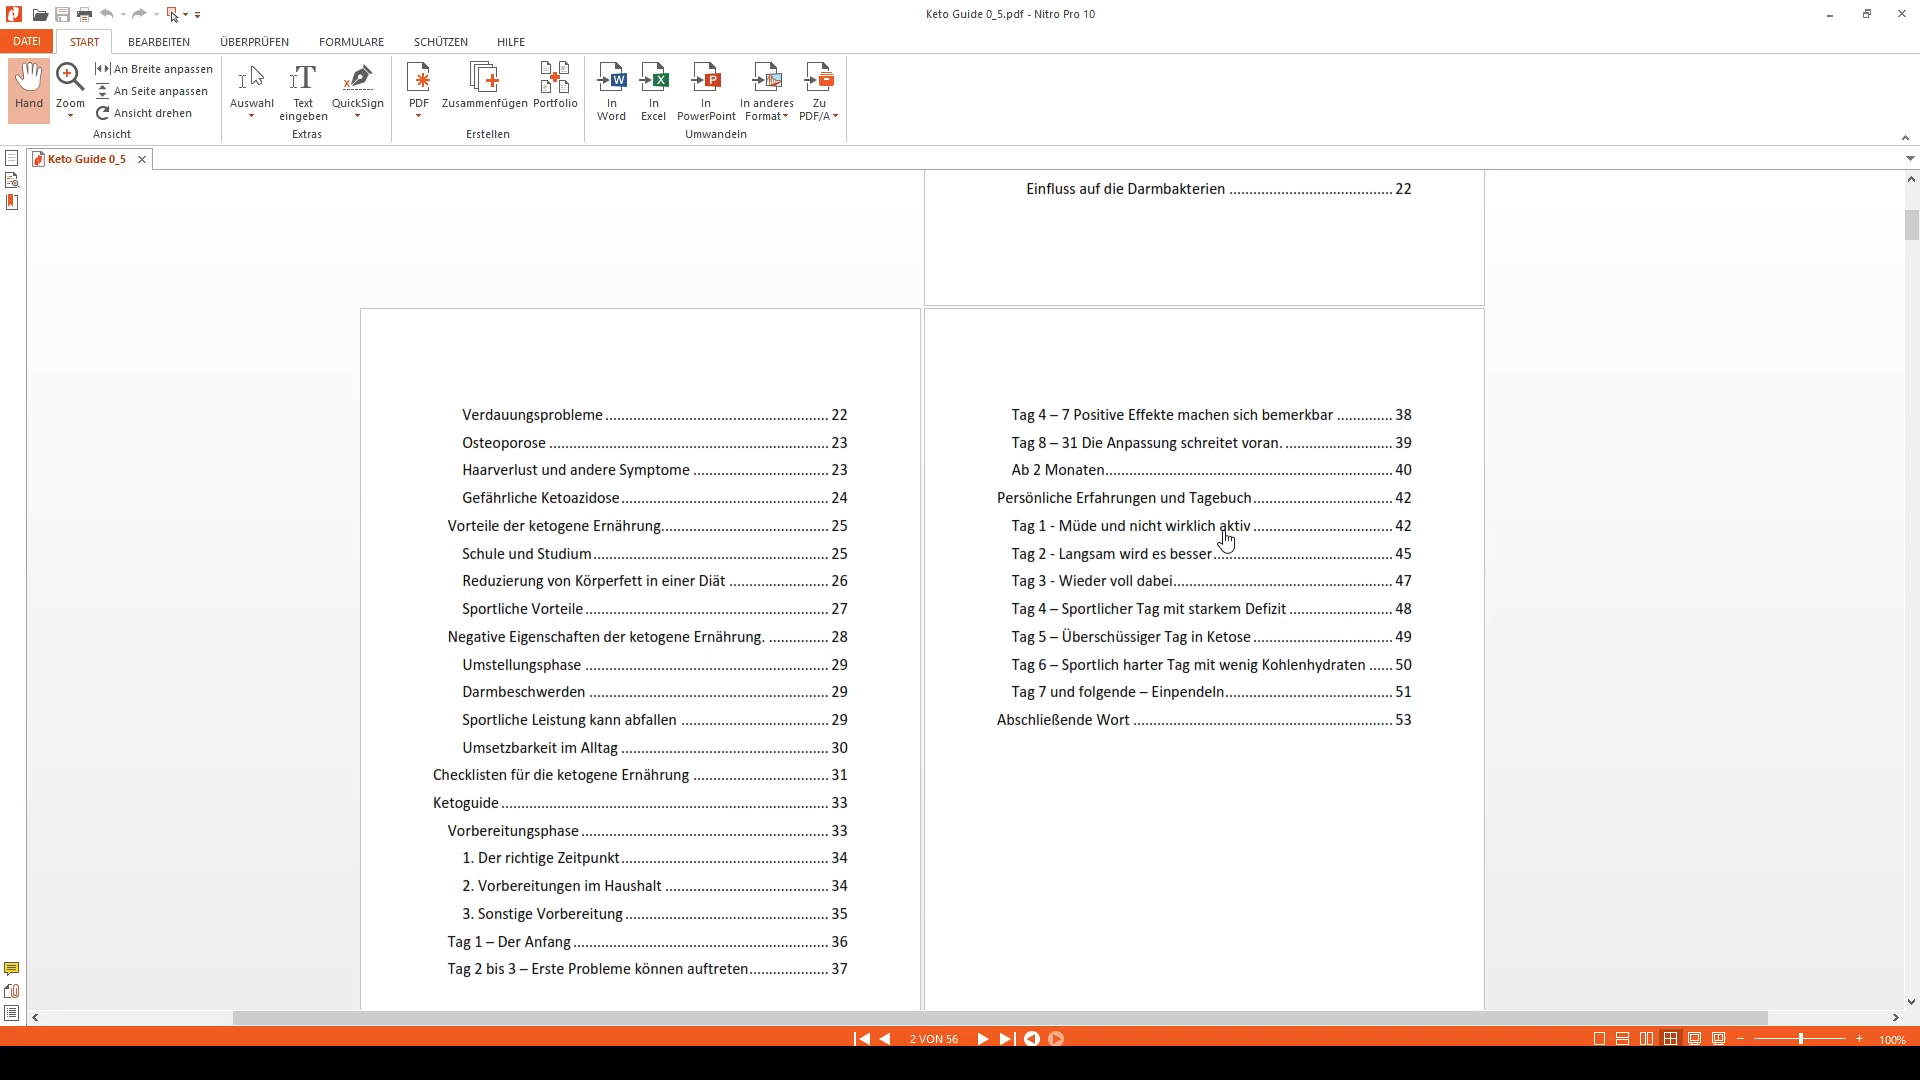 Keto Guide 0_5.pdf - Nitro Pro 10
DATEI START BEARBEITEN ÜBERPRÜFEN FORMULARE SCHÜTZEN HILFE
Hand
Zoom
An Breite anpassen
An Seite anpassen
Ansicht drehen
Ansicht
Auswahl
Text
eingeben
QuickSign
Extras
PDF
Zusammenfügen
Portfolio
Erstellen
In
Word
In
Excel
In
PowerPoint
In anderes
Format
Zu
PDF/A
Umwandeln
Keto Guide 0_5
Einfluss auf die Darmbakterien ........................................ 22
Verdauungsprobleme ........................................ 22
Osteoporose ........................................ 23
Haarverlust und andere Symptome ........................................ 23
Gefährliche Ketoazidose ........................................ 24
Vorteile der ketogene Ernährung ........................................ 25
Schule und Studium ........................................ 25
Reduzierung von Körperfett in einer Diät ........................................ 26
Sportliche Vorteile ........................................ 27
Negative Eigenschaften der ketogene Ernährung. ............... 28
Umstellungsphase ........................................ 29
Darmbeschwerden ........................................ 29
Sportliche Leistung kann abfallen ........................................ 29
Umsetzbarkeit im Alltag ........................................ 30
Checklisten für die ketogene Ernährung ........................................ 31
Ketoguide ........................................ 33
Vorbereitungsphase ........................................ 33
1. Der richtige Zeitpunkt ........................................ 34
2. Vorbereitungen im Haushalt ........................................ 34
3. Sonstige Vorbereitung ........................................ 35
Tag 1 – Der Anfang ........................................ 36
Tag 2 bis 3 – Erste Probleme können auftreten .................... 37
Tag 4 – 7 Positive Effekte machen sich bemerkbar .............. 38
Tag 8 – 31 Die Anpassung schreitet voran. ........................... 39
Ab 2 Monaten ........................................ 40
Persönliche Erfahrungen und Tagebuch ........................................ 42
Tag 1 - Müde und nicht wirklich aktiv ........................................ 42
Tag 2 - Langsam wird es besser ........................................ 45
Tag 3 - Wieder voll dabei ........................................ 47
Tag 4 – Sportlicher Tag mit starkem Defizit ......................... 48
Tag 5 – Überschüssiger Tag in Ketose ........................................ 49
Tag 6 – Sportlich harter Tag mit wenig Kohlenhydraten ...... 50
Tag 7 und folgende – Einpendeln ........................................ 51
Abschließende Wort ........................................ 53
2 VON 56
100%